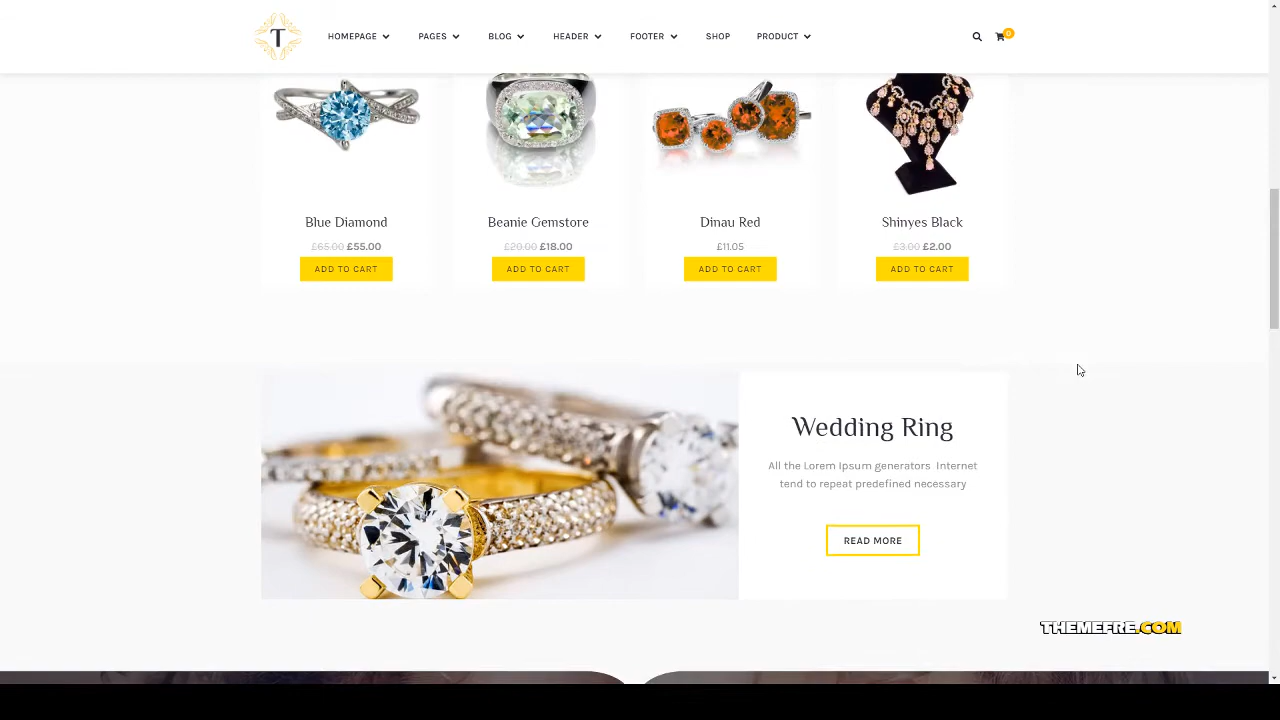 T
HOMEPAGE PAGES BLOG HEADER FOOTER SHOP PRODUCT 0
Blue Diamond Beanie Gemstore Dinau Red Shinyes Black
£65.00 £55.00 £20.00 £18.00 £11.05 £3.00 £2.00
ADD TO CART ADD TO CART ADD TO CART ADD TO CART
Wedding Ring
All the Lorem Ipsum generators Internet
tend to repeat predefined necessary
READ MORE
THEMEFRE.COM